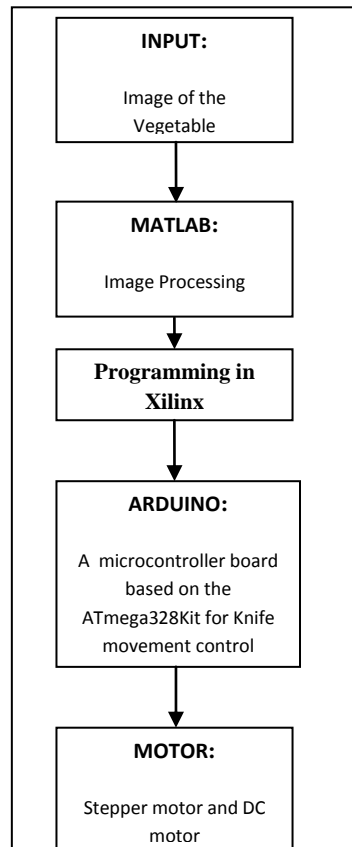 INPUT:
Image of the
Vegetable
MATLAB:
Image Processing
Programming in
Xilinx
ARDUINO:
A microcontroller board
based on the
ATmega328Kit for Knife
movement control
MOTOR:
Stepper motor and DC
motor